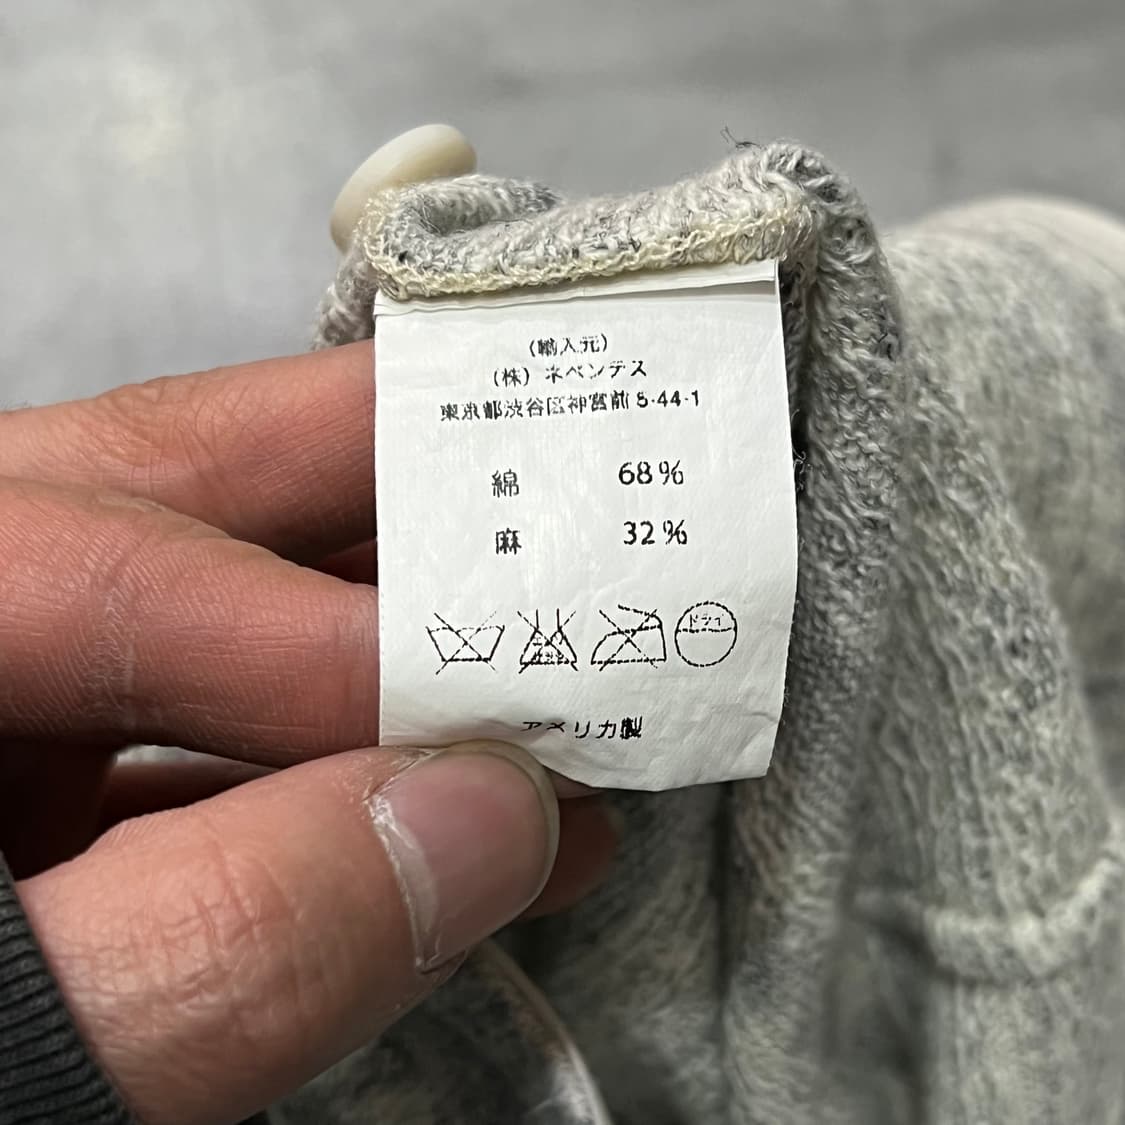 (輸入元)
(株) ネペンテス
東京都渋谷区神宮前 5-44-1
綿 68%
麻 32%
ドライ
アメリカ製